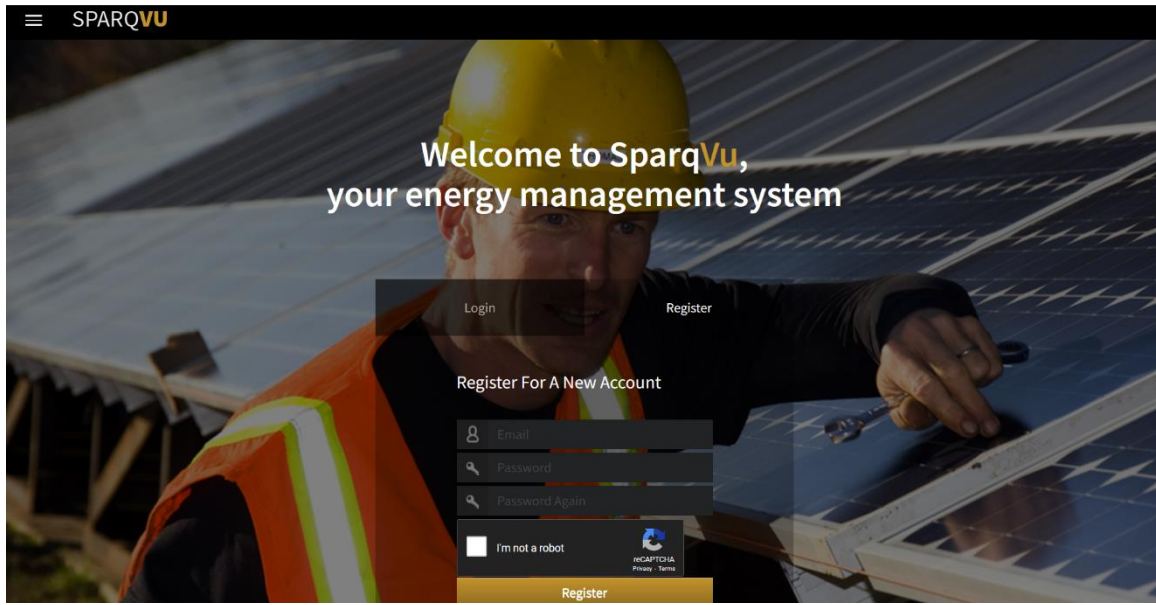 SPARQVU
Welcome to SparqVu,
your energy management system
Login Register
Register For A New Account
Email
Password
Password Again
I'm not a robot
reCAPTCHA
Privacy - Terms
Register